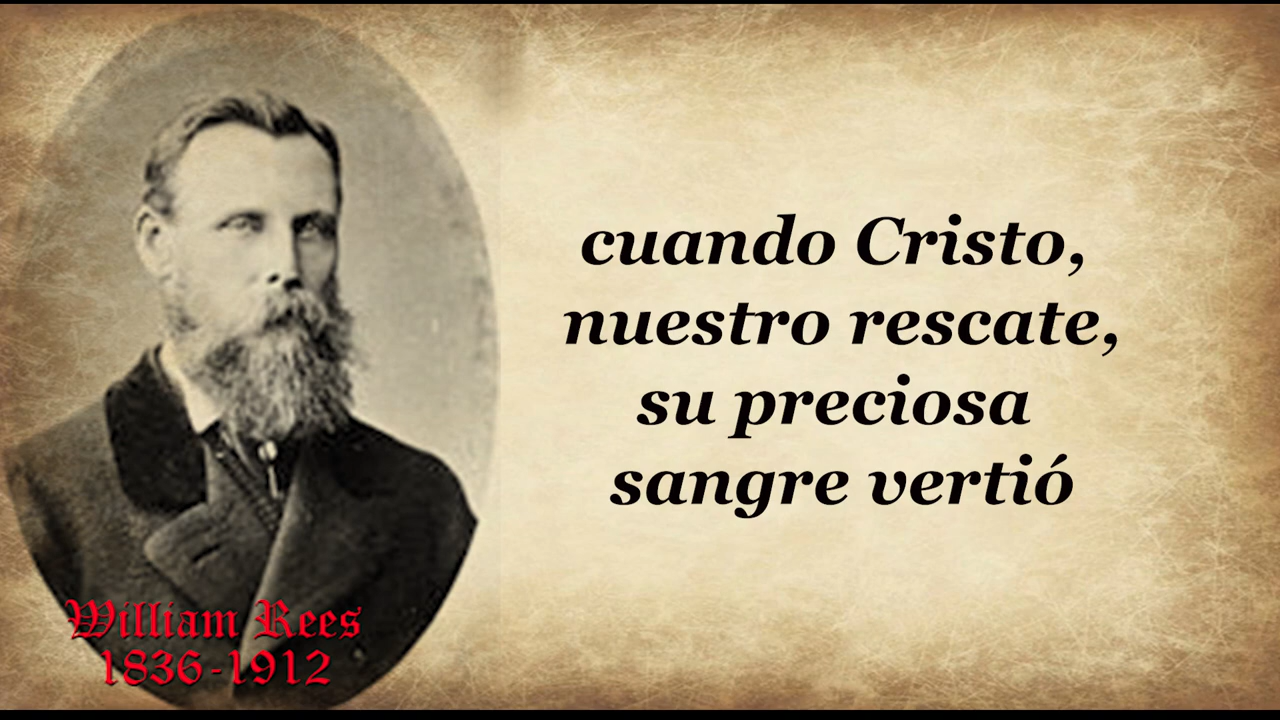 cuando Cristo,
nuestro rescate,
su preciosa
sangre vertió
William Rees
1836-1912